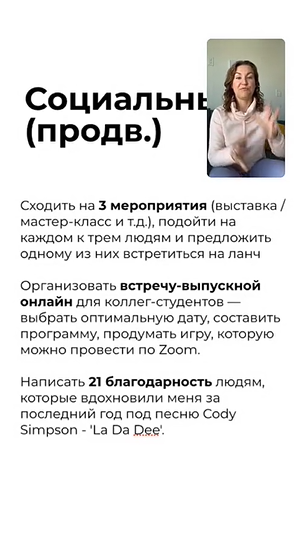 Социальн
(продв.)
Сходить на 3 мероприятия (выставка /
мастер-класс и т.д.), подойти на
каждом к трем людям и предложить
одному из них встретиться на ланч
Организовать встречу-выпускной
онлайн для коллег-студентов —
выбрать оптимальную дату, составить
программу, продумать игру, которую
можно провести по Zoom.
Написать 21 благодарность людям,
которые вдохновили меня за
последний год под песню Cody
Simpson - 'La Da Dee'.